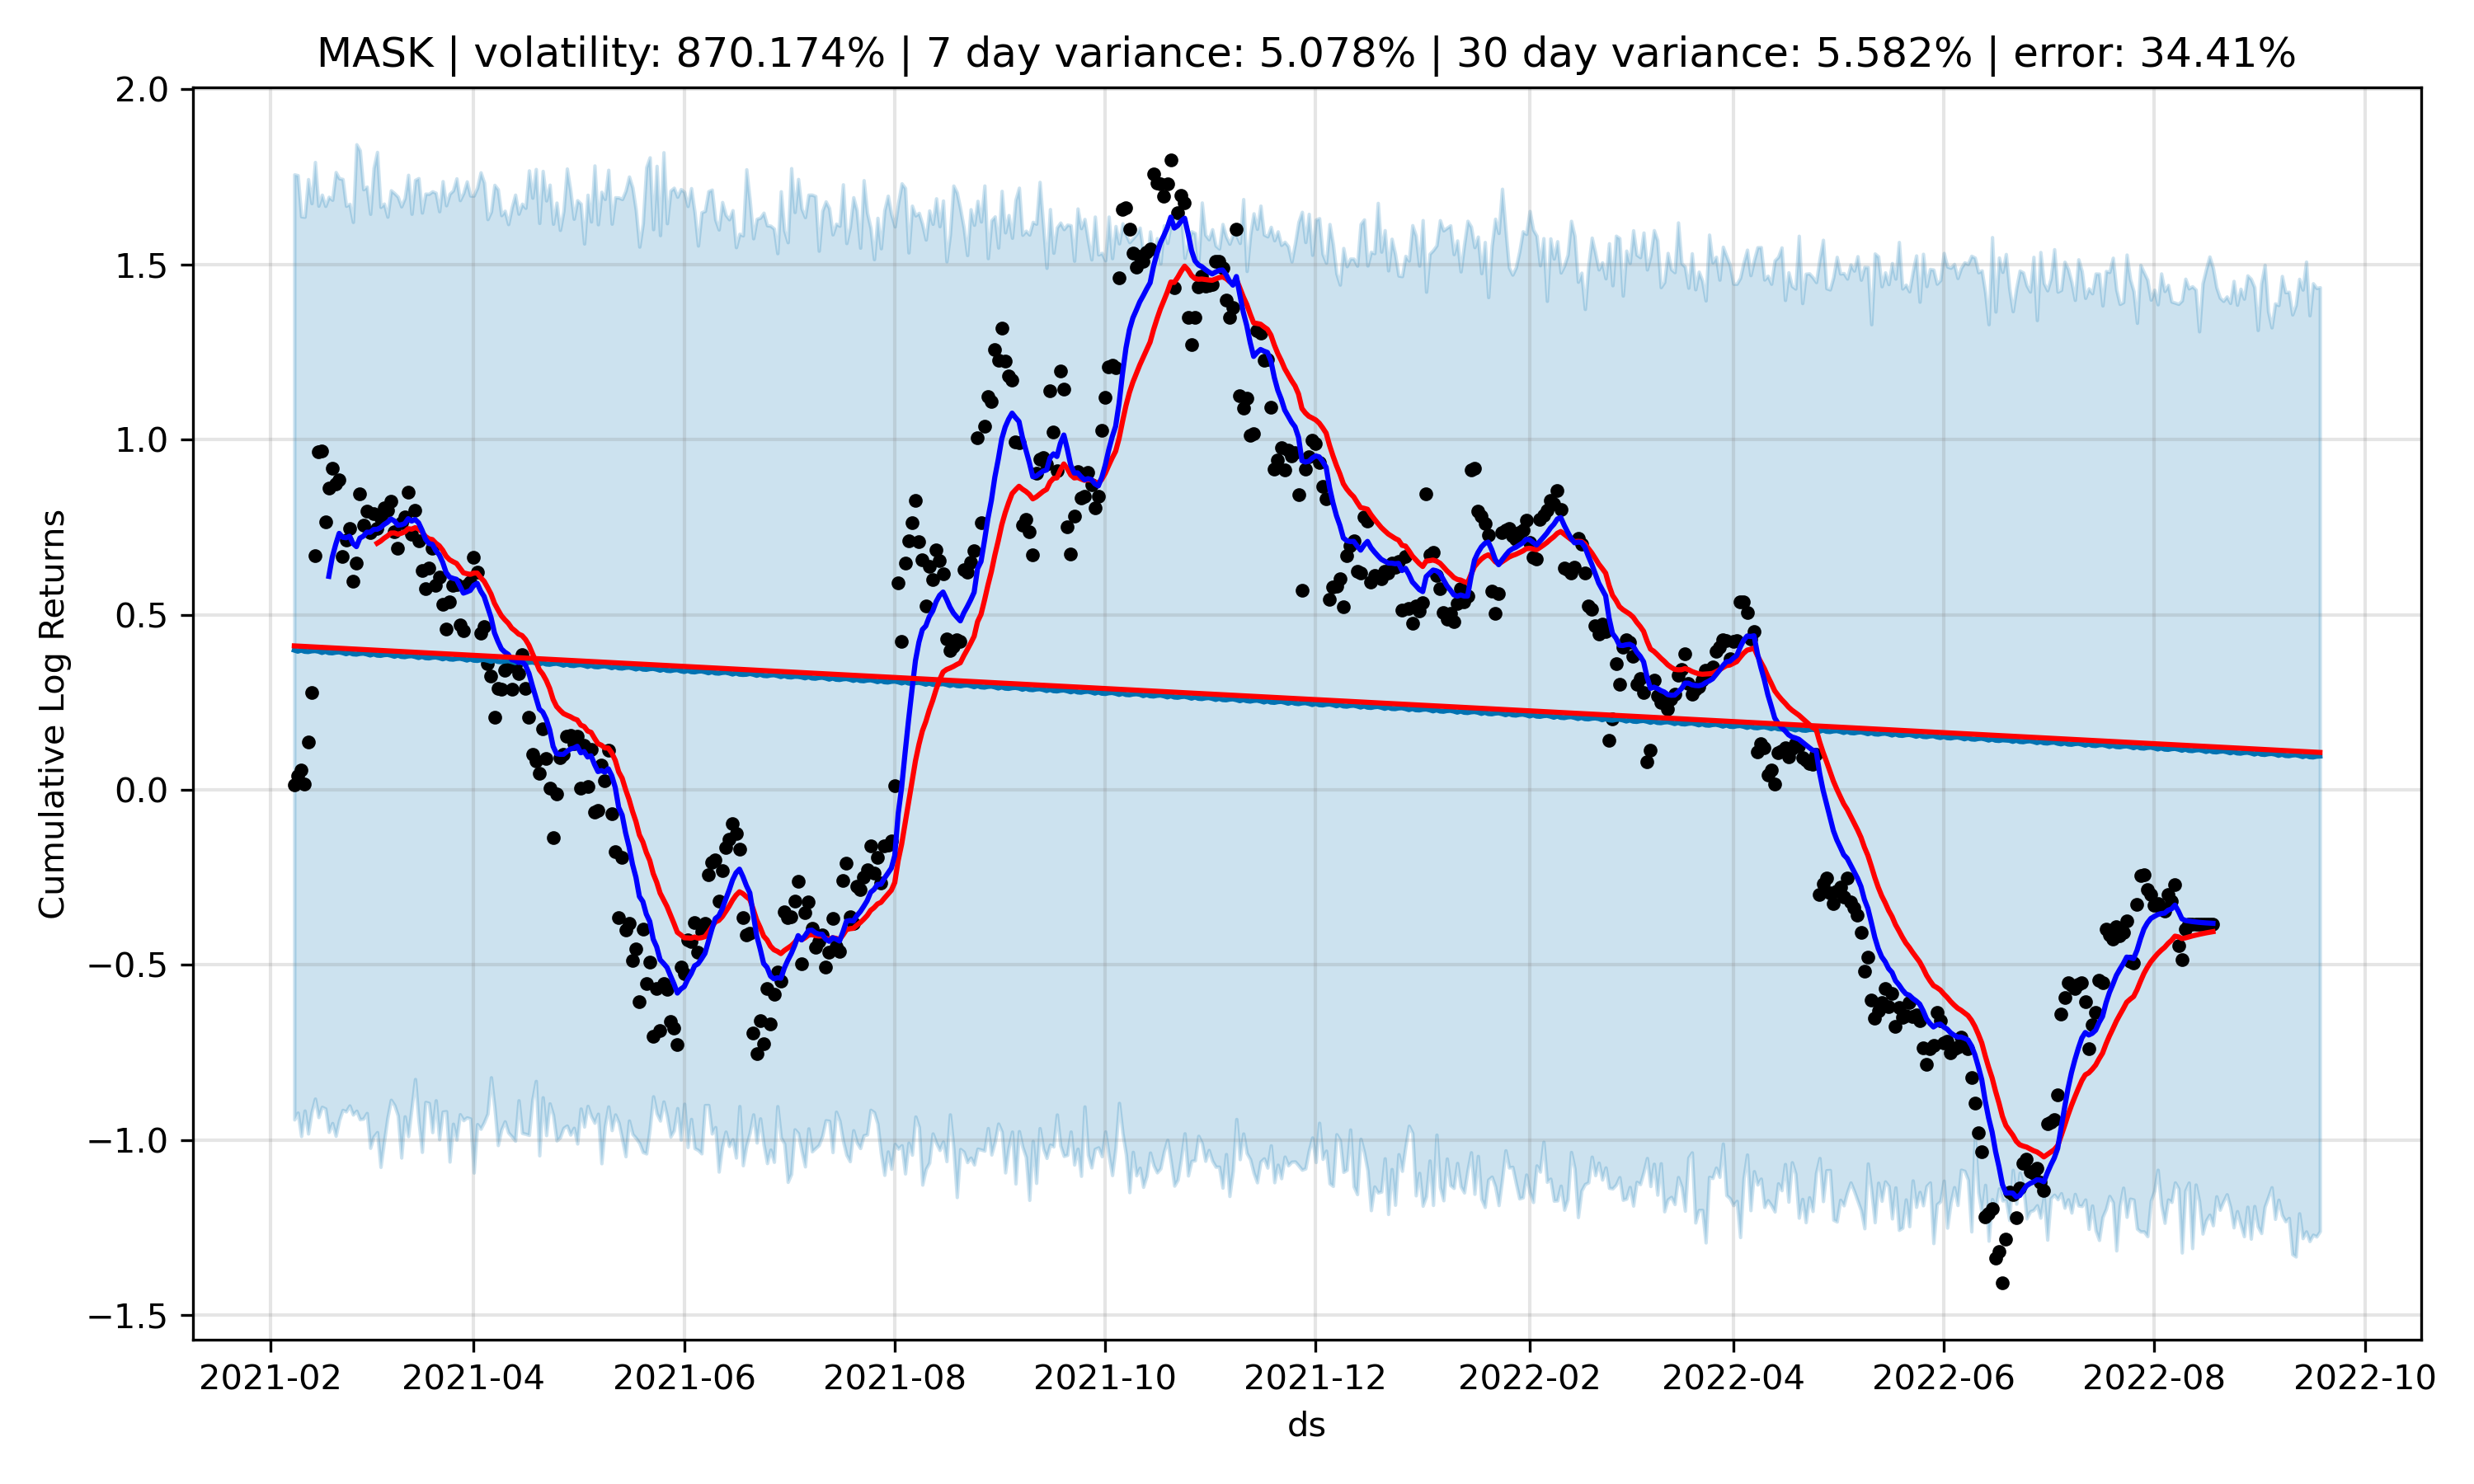 MASK | volatility: 870.174% | 7 day variance: 5.078% | 30 day variance: 5.582% | error: 34.41%
2.0
1.5
1.0
0.5
0.0
−0.5
−1.0
−1.5
Cumulative Log Returns
2021-02 2021-04 2021-06 2021-08 2021-10 2021-12 2022-02 2022-04 2022-06 2022-08 2022-10
ds